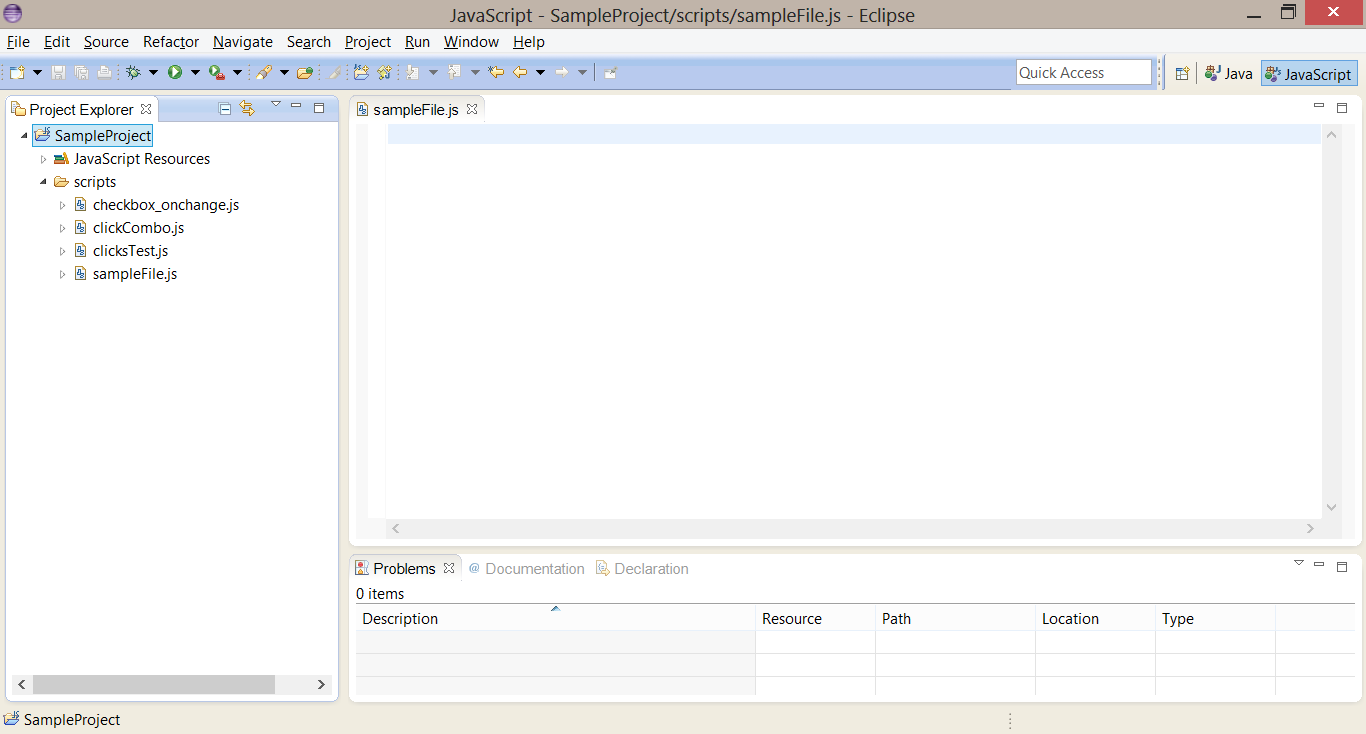 JavaScript - SampleProject/scripts/sampleFile.js - Eclipse
File Edit Source Refactor Navigate Search Project Run Window Help
Quick Access Java JavaScript
Project Explorer
SampleProject
JavaScript Resources
scripts
checkbox_onchange.js
clickCombo.js
clicksTest.js
sampleFile.js
sampleFile.js
Problems @ Documentation Declaration
0 items
Description Resource Path Location Type
SampleProject